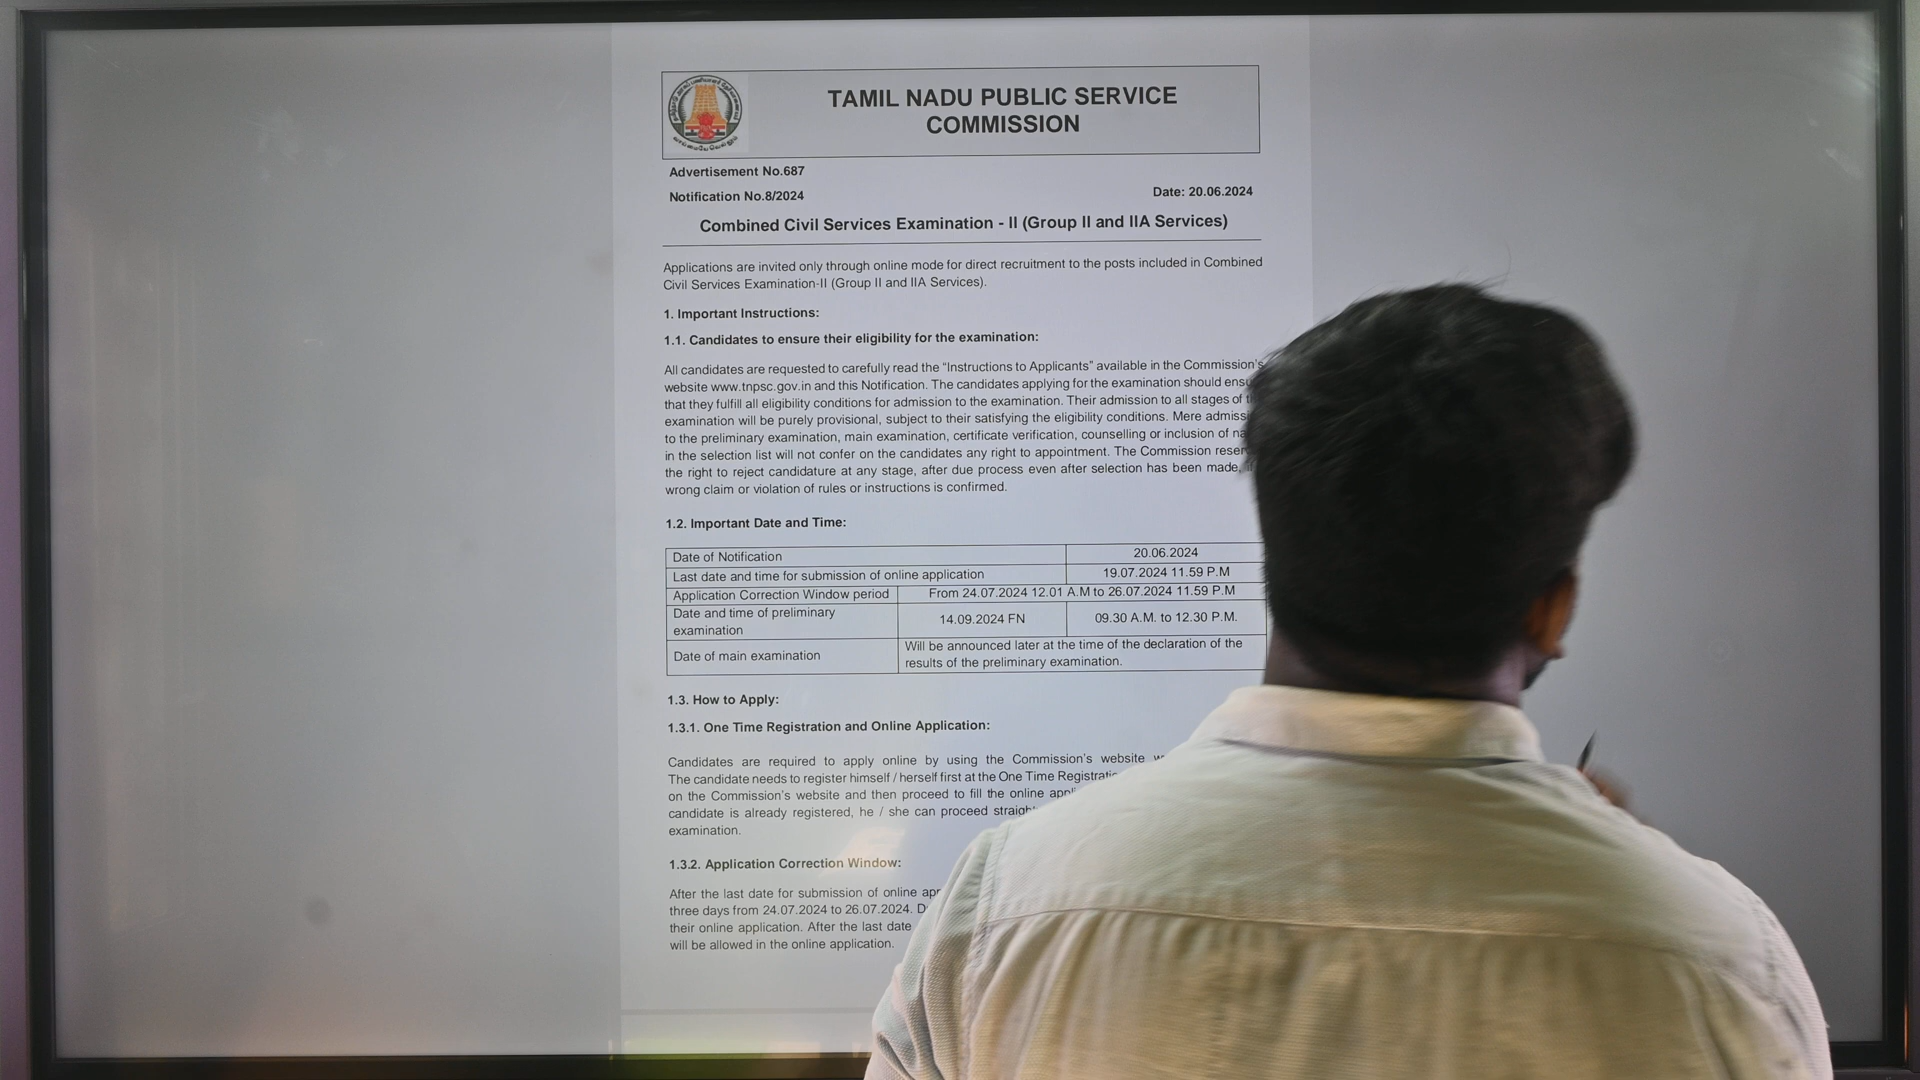 TAMIL NADU PUBLIC SERVICE
COMMISSION
Advertisement No.687
Notification No.8/2024 Date: 20.06.2024
Combined Civil Services Examination - II (Group II and IIA Services)
Applications are invited only through online mode for direct recruitment to the posts included in Combined
Civil Services Examination-II (Group II and IIA Services).
1. Important Instructions:
1.1. Candidates to ensure their eligibility for the examination:
All candidates are requested to carefully read the “Instructions to Applicants” available in the Commission's
website www.tnpsc.gov.in and this Notification. The candidates applying for the examination should
that they fulfill all eligibility conditions for admission to the examination. Their admission to all stages of
examination will be purely provisional, subject to their satisfying the eligibility conditions. Mere
to the preliminary examination, main examination, certificate verification, counselling or inclusion of
in the selection list will not confer on the candidates any right to appointment. The Commission
the right to reject candidature at any stage, after due process even after selection has been made,
wrong claim or violation of rules or instructions is confirmed.
1.2. Important Date and Time:
Date of Notification 20.06.2024
Last date and time for submission of online application 19.07.2024 11.59 P.M
Application Correction Window period From 24.07.2024 12.01 A.M to 26.07.2024 11.59 P.M
Date and time of preliminary
examination 14.09.2024 FN 09.30 A.M. to 12.30 P.M.
Date of main examination Will be announced later at the time of the declaration of the
results of the preliminary examination.
1.3. How to Apply:
1.3.1. One Time Registration and Online Application:
Candidates are required to apply online by using the Commission's website
The candidate needs to register himself / herself first at the One Time
on the Commission's website and then proceed to fill the online
candidate is already registered, he / she can proceed
examination.
1.3.2. Application Correction Window:
After the last date for submission of online
three days from 24.07.2024 to 26.07.2024.
their online application. After the last date
will be allowed in the online application.